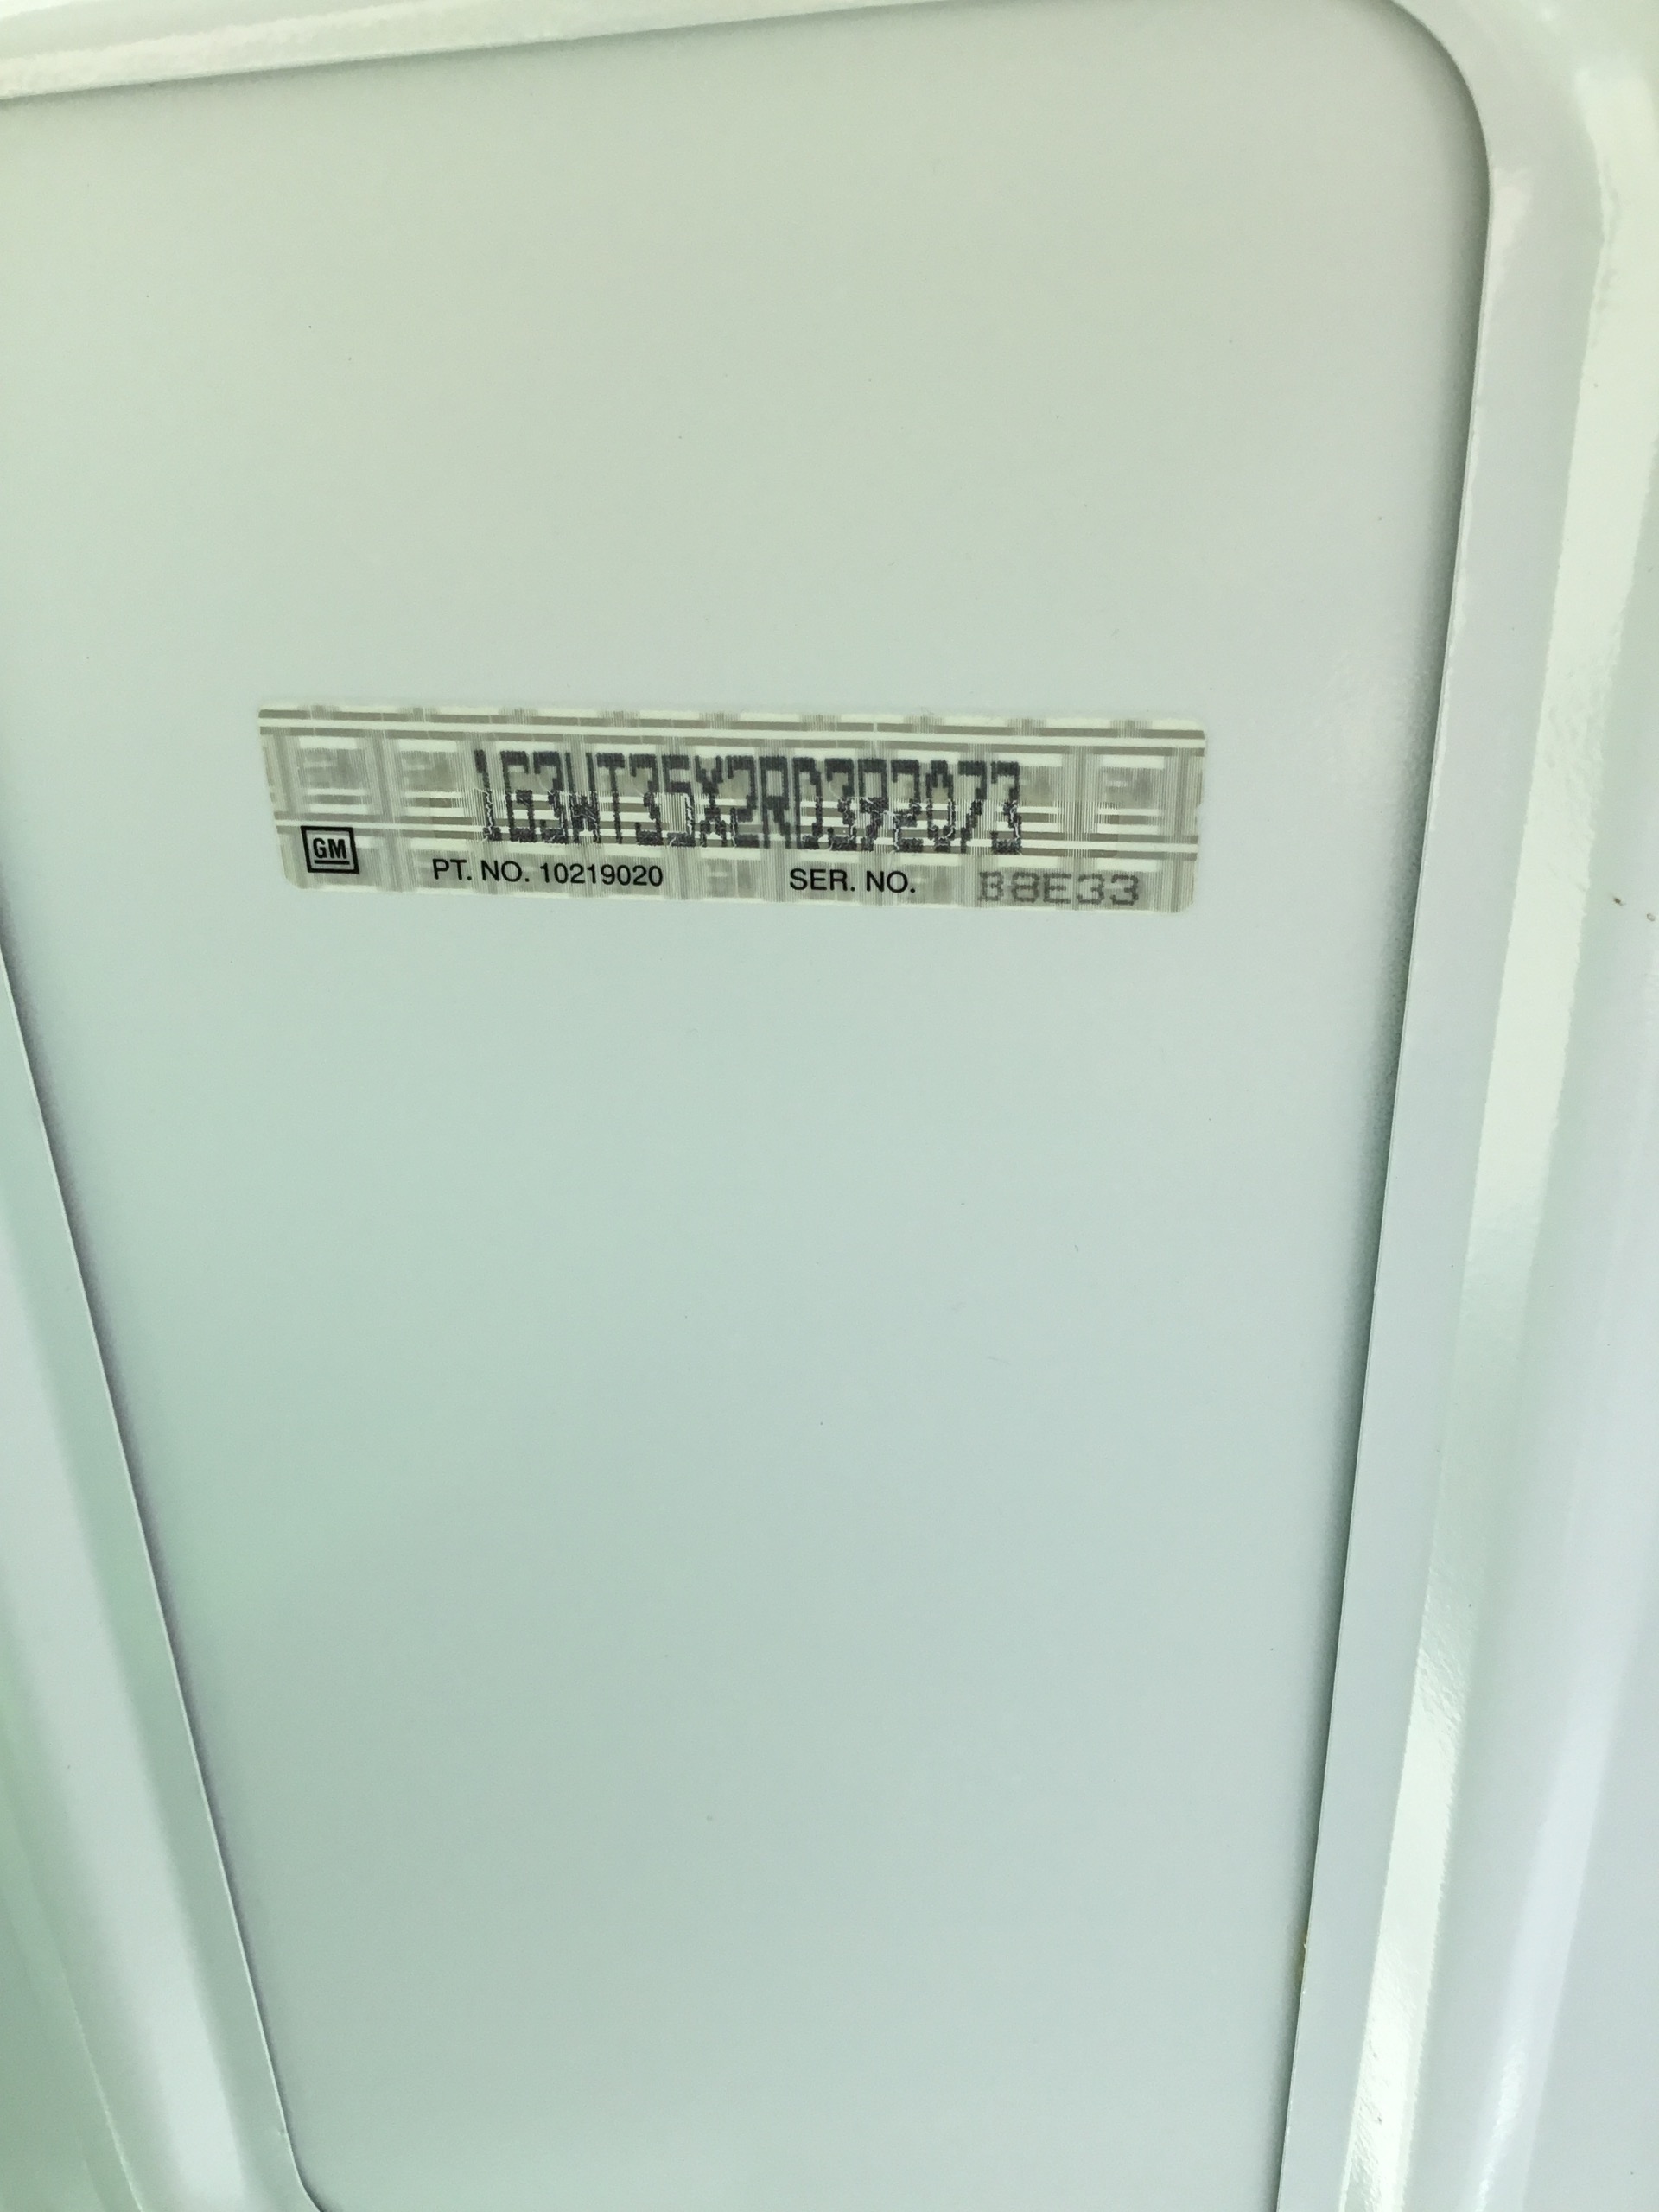 1G3WT35X2RD392073
GM PT. NO. 10219020 SER. NO. B8E33